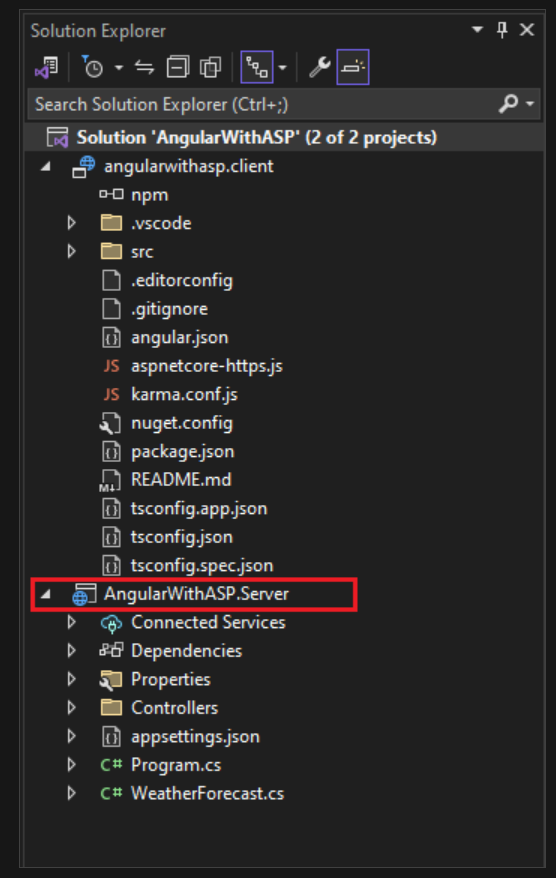 Solution Explorer
Search Solution Explorer (Ctrl+;)
Solution 'AngularWithASP' (2 of 2 projects)
angularwithasp.client
npm
.vscode
src
.editorconfig
.gitignore
{} angular.json
JS aspnetcore-https.js
JS karma.conf.js
nuget.config
{} package.json
M↓ README.md
{} tsconfig.app.json
{} tsconfig.json
{} tsconfig.spec.json
AngularWithASP.Server
Connected Services
Dependencies
Properties
Controllers
{} appsettings.json
C# Program.cs
C# WeatherForecast.cs